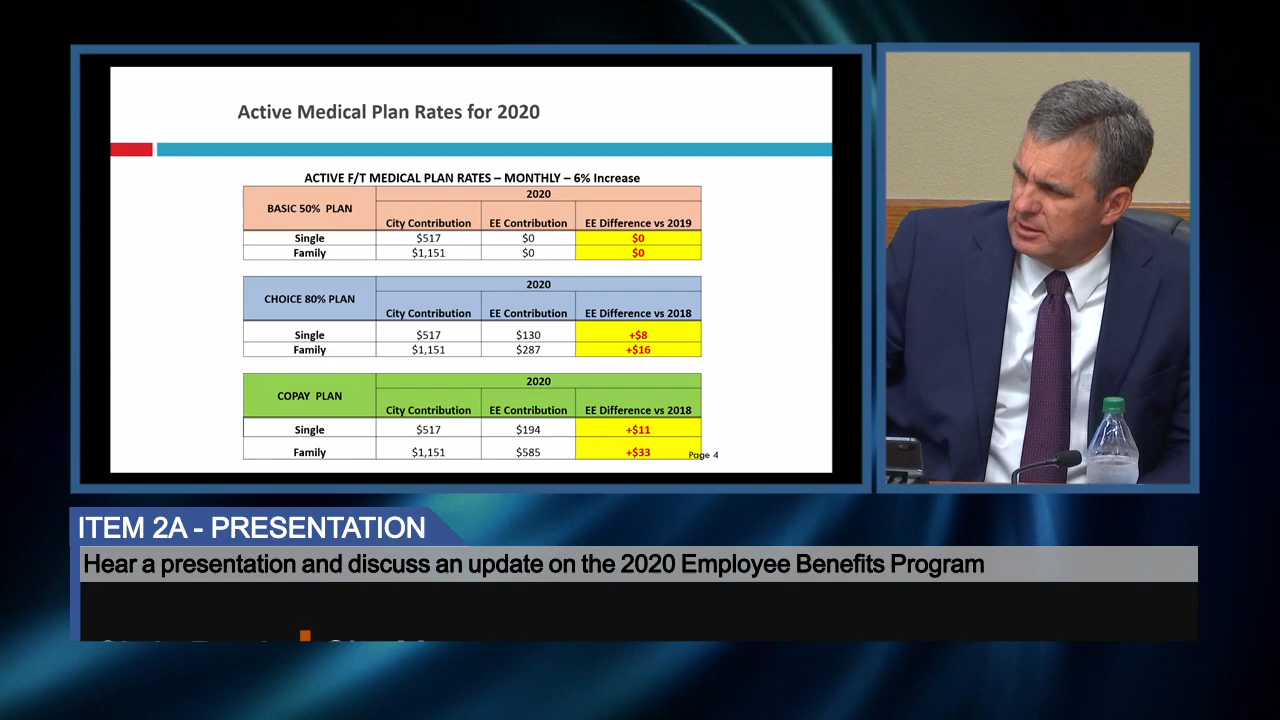 Active Medical Plan Rates for 2020
ACTIVE F/T MEDICAL PLAN RATES – MONTHLY – 6% Increase
BASIC 50% PLAN
2020
City Contribution EE Contribution EE Difference vs 2019
Single $517 $0 $0
Family $1,151 $0 $0
CHOICE 80% PLAN
2020
City Contribution EE Contribution EE Difference vs 2018
Single $517 $130 +$8
Family $1,151 $287 +$16
COPAY PLAN
2020
City Contribution EE Contribution EE Difference vs 2018
Single $517 $194 +$11
Family $1,151 $585 +$33
Page 4
ITEM 2A - PRESENTATION
Hear a presentation and discuss an update on the 2020 Employee Benefits Program